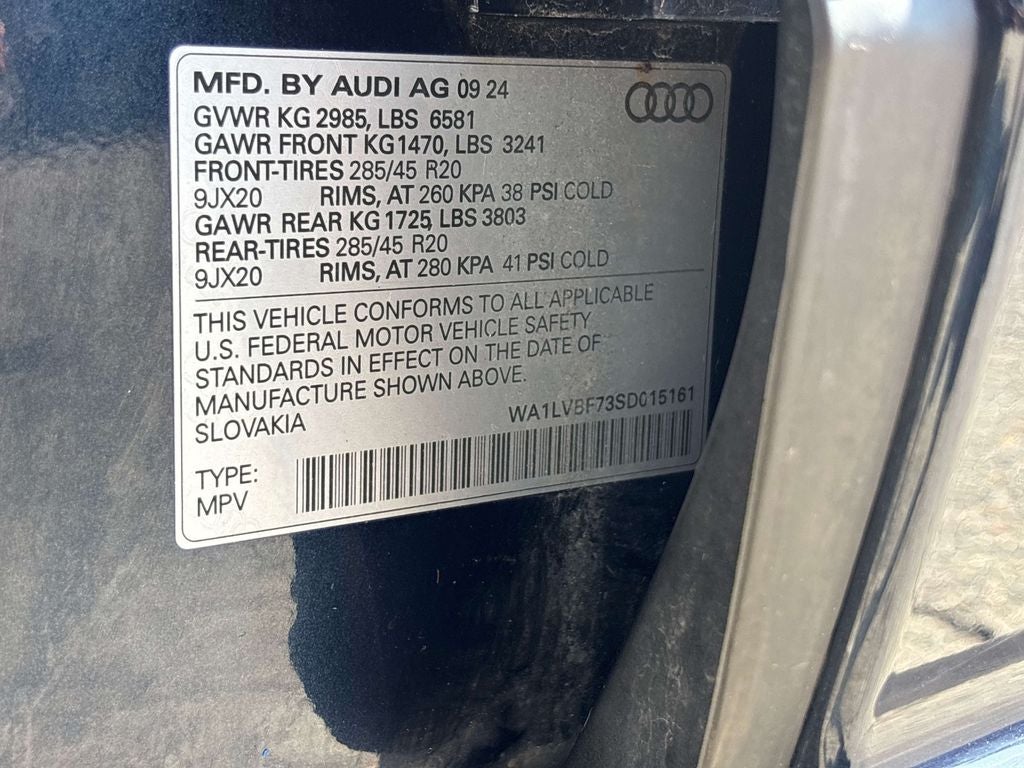 MFD. BY AUDI AG 09 24
GVWR KG 2985, LBS 6581
GAWR FRONT KG1470, LBS 3241
FRONT-TIRES 285/45 R20
9JX20 RIMS, AT 260 KPA 38 PSI COLD
GAWR REAR KG 1725, LBS 3803
REAR-TIRES 285/45 R20
9JX20 RIMS, AT 280 KPA 41 PSI COLD
THIS VEHICLE CONFORMS TO ALL APPLICABLE
U.S. FEDERAL MOTOR VEHICLE SAFETY
STANDARDS IN EFFECT ON THE DATE OF
MANUFACTURE SHOWN ABOVE.
SLOVAKIA
WA1LVBF73SD015161
TYPE:
MPV